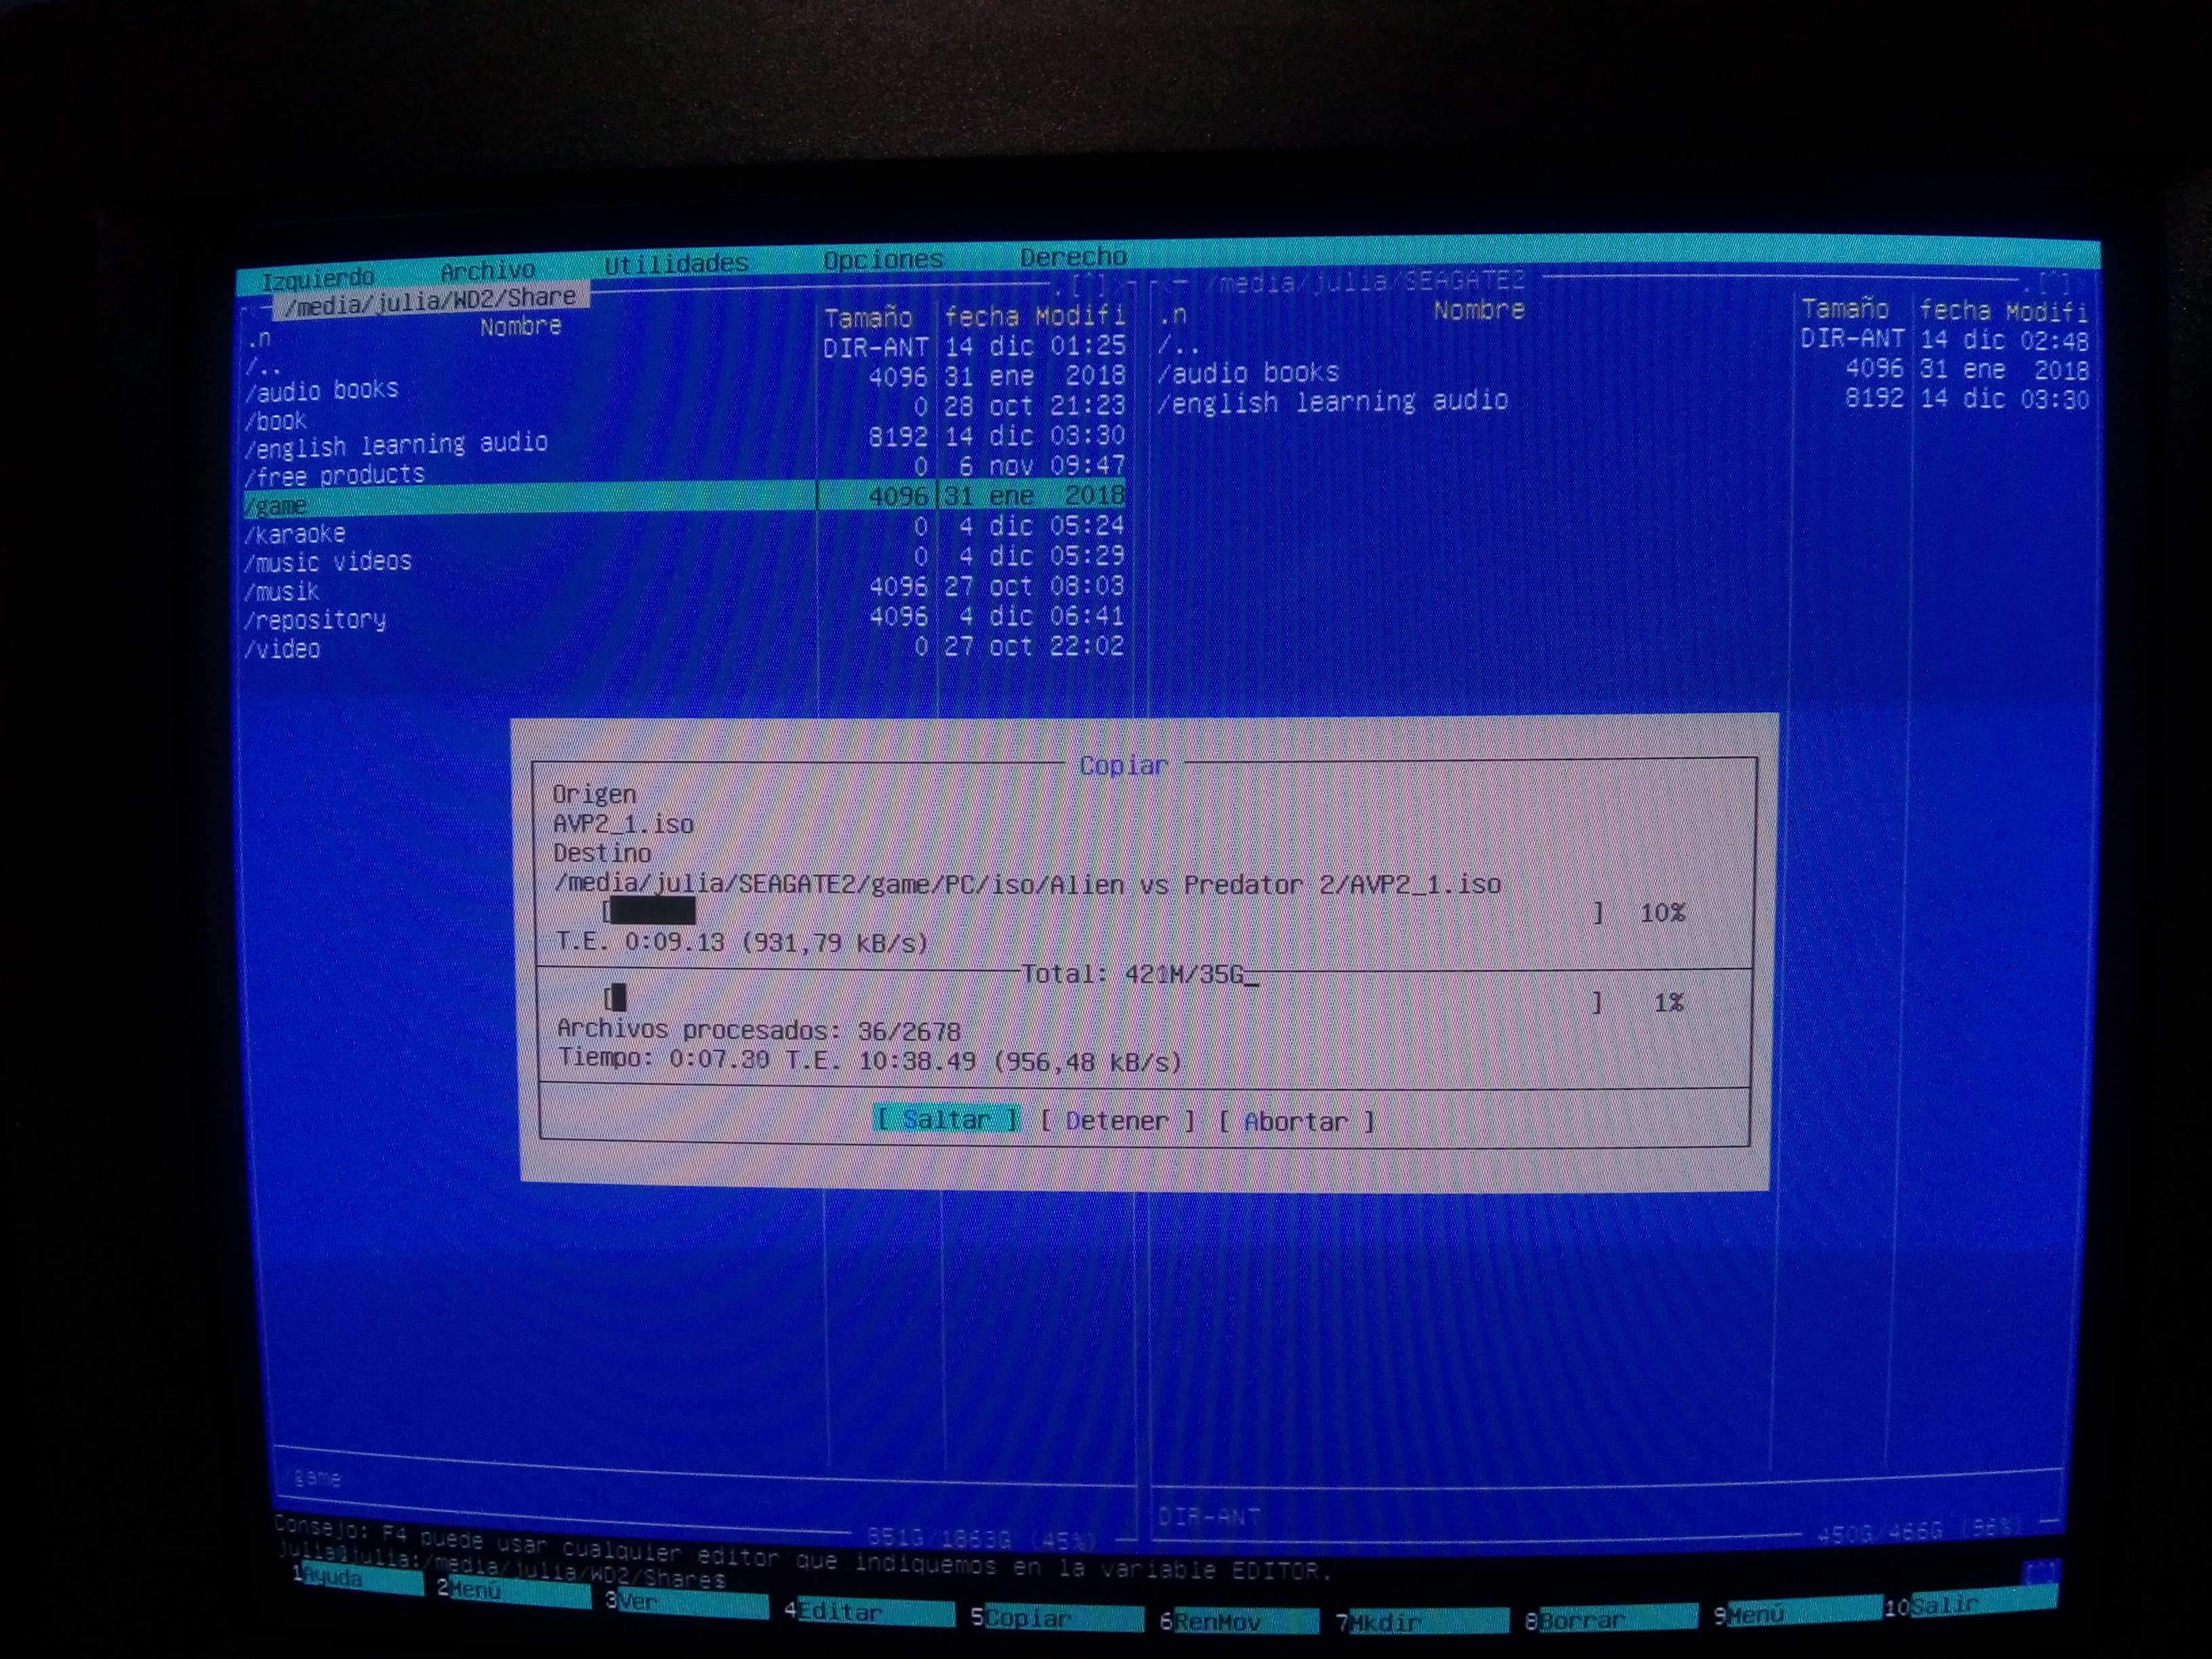 Izquierdo Archivo Utilidades Opciones Derecho
/media/julia/WD2/Share .[^]
.n Nombre Tamaño fecha Modifi
/.. DIR-ANT 14 dic 01:25
/audio books 4096 31 ene 2018
/book 0 28 oct 21:23
/english learning audio 8192 14 dic 03:30
/free products 0 6 nov 09:47
/game 4096 31 ene 2018
/karaoke 0 4 dic 05:24
/music videos 0 4 dic 05:29
/musik 4096 27 oct 08:03
/repository 4096 4 dic 06:41
/video 0 27 oct 22:02
/game
851G/1863G (45%)
/media/julia/SEAGATE2 .[^]
.n Nombre Tamaño fecha Modifi
/.. DIR-ANT 14 dic 02:48
/audio books 4096 31 ene 2018
/english learning audio 8192 14 dic 03:30
DIR-ANT
450G/466G (96%)
Copiar
Origen
AVP2_1.iso
Destino
/media/julia/SEAGATE2/game/PC/iso/Alien vs Predator 2/AVP2_1.iso
[ ] 10%
T.E. 0:09.13 (931,79 kB/s)
Total: 421M/35G_
[ ] 1%
Archivos procesados: 36/2678
Tiempo: 0:07.30 T.E. 10:38.49 (956,48 kB/s)
[ Saltar ] [ Detener ] [ Abortar ]
Consejo: F4 puede usar cualquier editor que indiquemos en la variable EDITOR.
julia@julia:/media/julia/WD2/Share$ [^]
1Ayuda 2Menú 3Ver 4Editar 5Copiar 6RenMov 7Mkdir 8Borrar 9Menú 10Salir